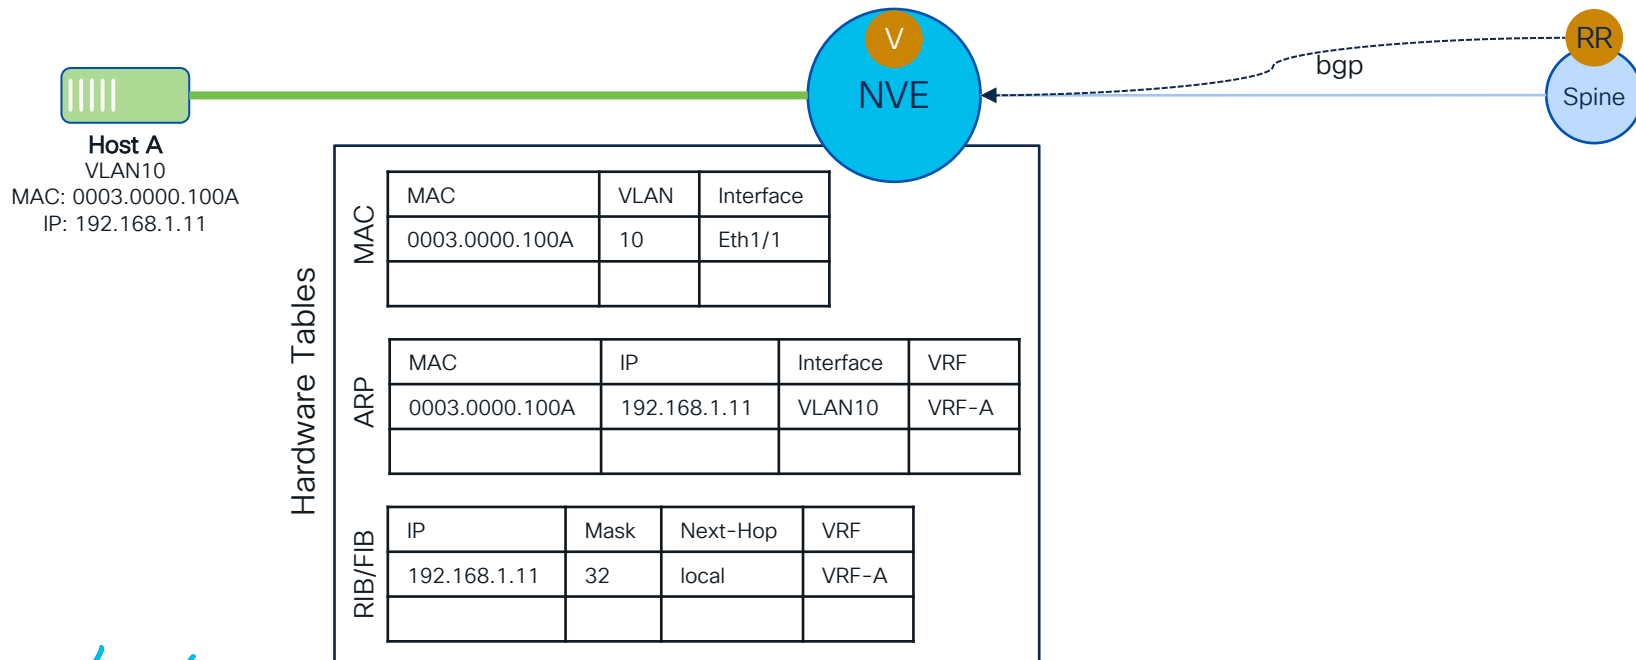 V
NVE
RR
bgp
Spine
Host A
VLAN10
MAC: 0003.0000.100A
IP: 192.168.1.11
Hardware Tables
MAC
MAC VLAN Interface
0003.0000.100A 10 Eth1/1
ARP
MAC IP Interface VRF
0003.0000.100A 192.168.1.11 VLAN10 VRF-A
RIB/FIB
IP Mask Next-Hop VRF
192.168.1.11 32 local VRF-A